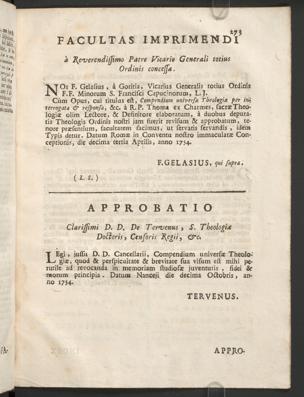 273
FACULTAS IMPRIMENDI
à Reverendissimo Patre Vicario Generali totius
Ordinis concessa.
NOs F. Gelasius, à Goritia, Vicarius Generalis totius Ordinis
F.F. Minorum S. Francisci Capucinorum, L. I.
Cùm Opus, cui titulus est, Compendium universæ Theologiæ per in-
terrogata & responsa, &c. à R.P. Thoma ex Charmes, sacræ Theo-
logiæ olim Lectore, & Definitore elaboratum, à duobus deputa-
tis Theologis Ordinis nostri jam fuerit revisum & approbatum, te-
nore præsentium, facultatem facimus, ut servatis servandis, idem
Typis detur. Datum Romæ in Conventu nostro immaculatæ Con-
ceptionis, die decima tertia Aprilis, anno 1754.
F. GELASIUS, qui supra.
( L. S. )
APPROBATIO
Clarissimi D. D. De Tervenus, S. Theologiæ
Doctoris, Censoris Regii, &c.
LEgi, jussu D. D. Cancellarii, Compendium universæ Theolo-
giæ, quod & perspicuitate & brevitate sua visum est mihi pe-
rutile ad revocanda in memoriam studiosæ juventutis, fidei &
morum principia. Datum Nanceii die decima Octobris, an-
no 1754.
TERVENUS.
APPRO-